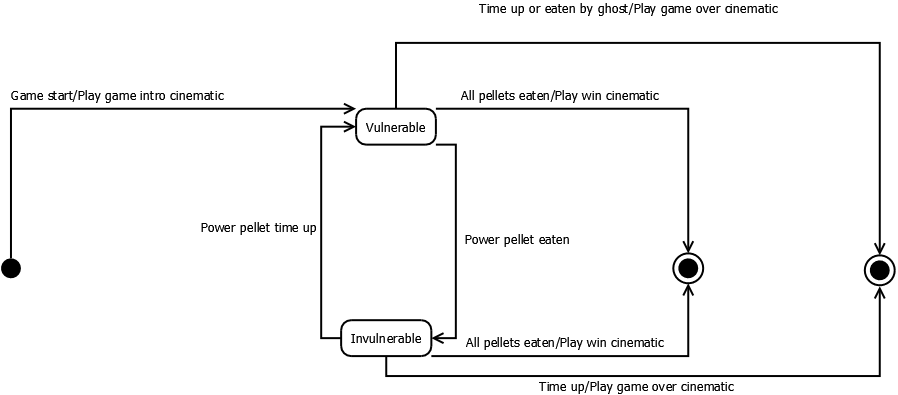 Time up or eaten by ghost/Play game over cinematic
Game start/Play game intro cinematic
All pellets eaten/Play win cinematic
Vulnerable
Power pellet time up
Power pellet eaten
Invulnerable
All pellets eaten/Play win cinematic
Time up/Play game over cinematic